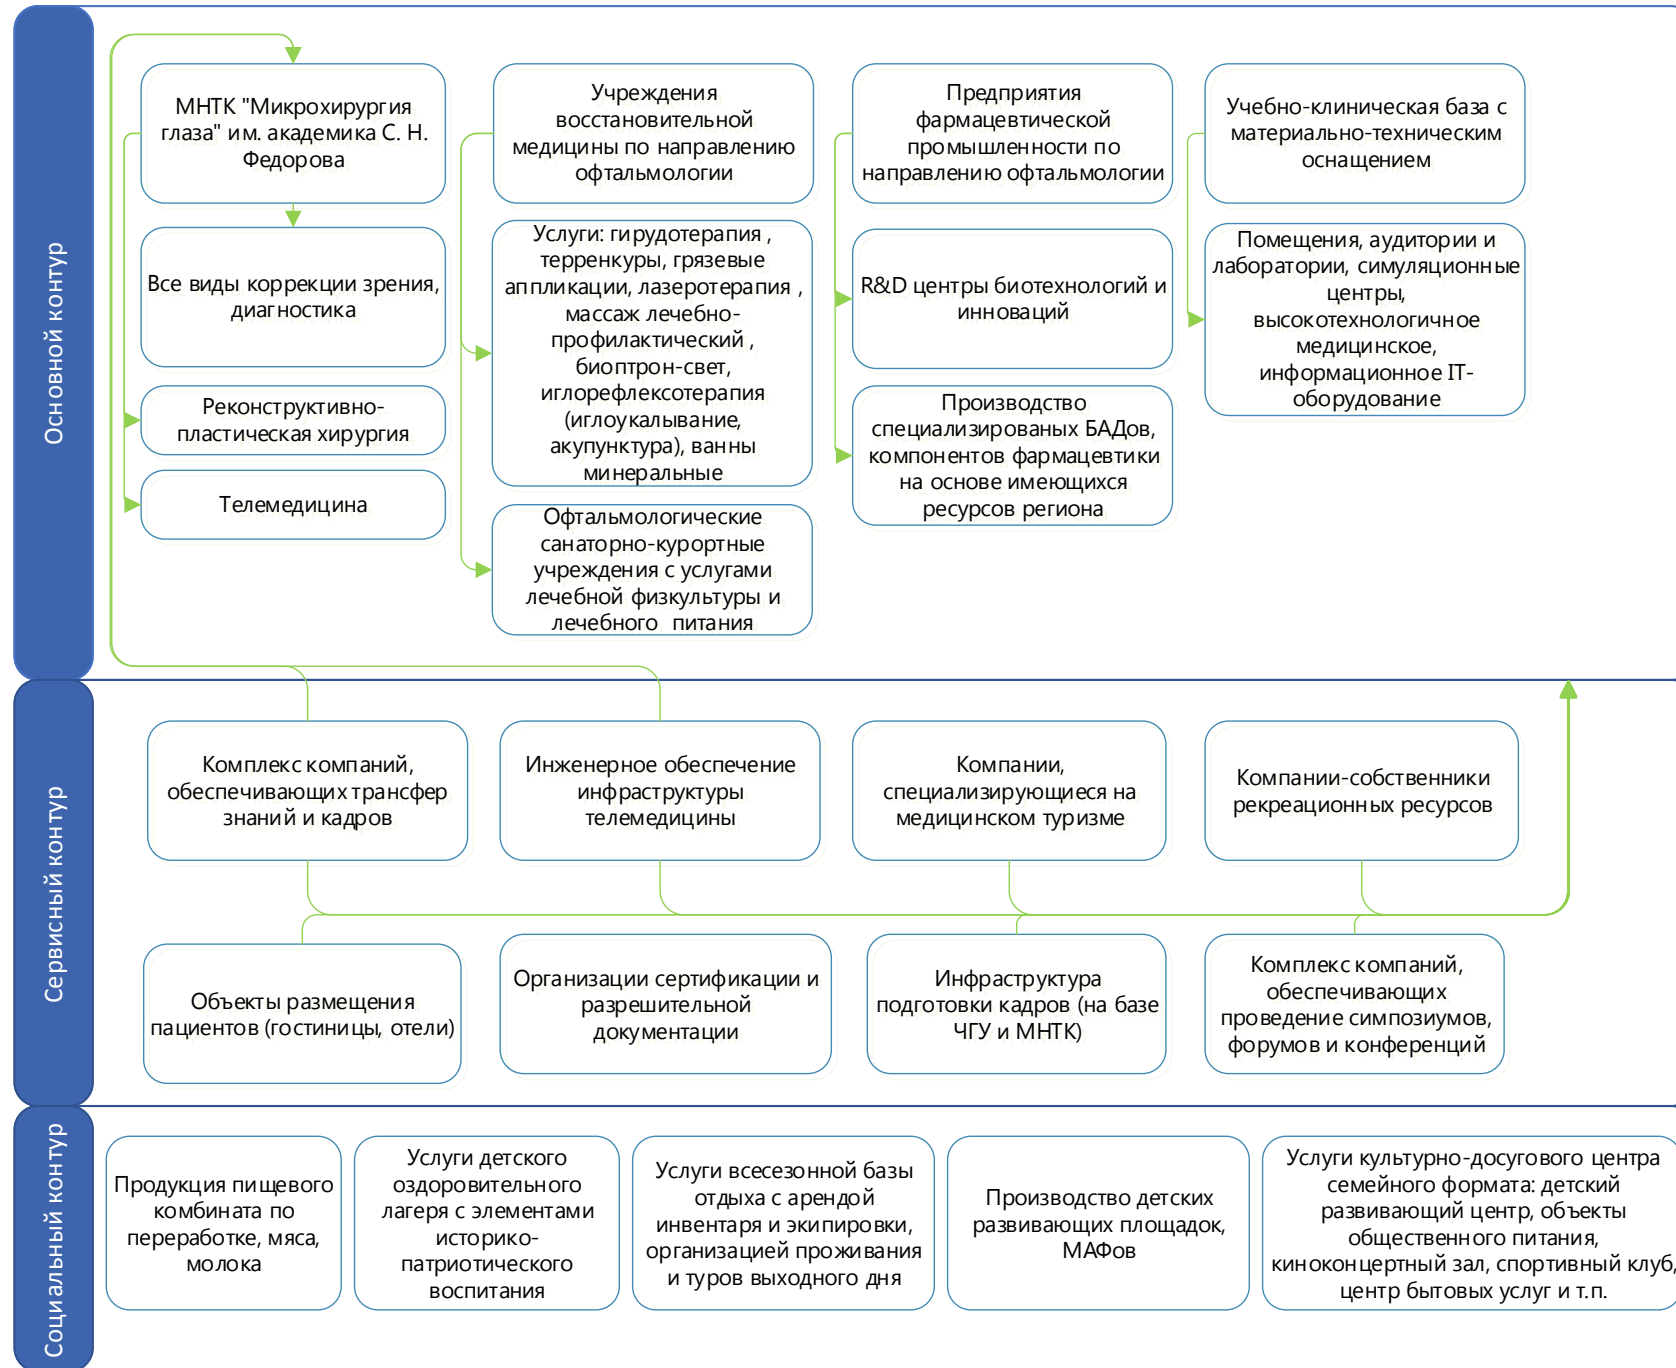 Основной контур
МНТК "Микрохирургия
глаза" им. академика С. Н.
Федорова
Все виды коррекции зрения,
диагностика
Реконструктивно-
пластическая хирургия
Телемедицина
Учреждения
восстановительной
медицины по направлению
офтальмологии
Услуги: гирудотерапия ,
терренкуры, грязевые
аппликации, лазеротерапия ,
массаж лечебно-
профилактический ,
биоптрон-свет,
иглорефлексотерапия
(иглоукалывание,
акупунктура), ванны
минеральные
Офтальмологические
санаторно-курортные
учреждения с услугами
лечебной физкультуры и
лечебного питания
Предприятия
фармацевтической
промышленности по
направлению офтальмологии
R&D центры биотехнологий и
инноваций
Производство
специализированых БАДов,
компонентов фармацевтики
на основе имеющихся
ресурсов региона
Учебно-клиническая база с
материально-техническим
оснащением
Помещения, аудитории и
лаборатории, симуляционные
центры,
высокотехнологичное
медицинское,
информационное IT-
оборудование
Сервисный контур
Комплекс компаний,
обеспечивающих трансфер
знаний и кадров
Инженерное обеспечение
инфраструктуры
телемедицины
Компании,
специализирующиеся на
медицинском туризме
Компании-собственники
рекреационных ресурсов
Объекты размещения
пациентов (гостиницы, отели)
Организации сертификации и
разрешительной
документации
Инфраструктура
подготовки кадров (на базе
ЧГУ и МНТК)
Комплекс компаний,
обеспечивающих
проведение симпозиумов,
форумов и конференций
Социальный контур
Продукция пищевого
комбината по
переработке, мяса,
молока
Услуги детского
оздоровительного
лагеря с элементами
историко-
патриотического
воспитания
Услуги всесезонной базы
отдыха с арендой
инвентаря и экипировки,
организацией проживания
и туров выходного дня
Производство детских
развивающих площадок,
МАФов
Услуги культурно-досугового центра
семейного формата: детский
развивающий центр, объекты
общественного питания,
киноконцертный зал, спортивный клуб,
центр бытовых услуг и т.п.